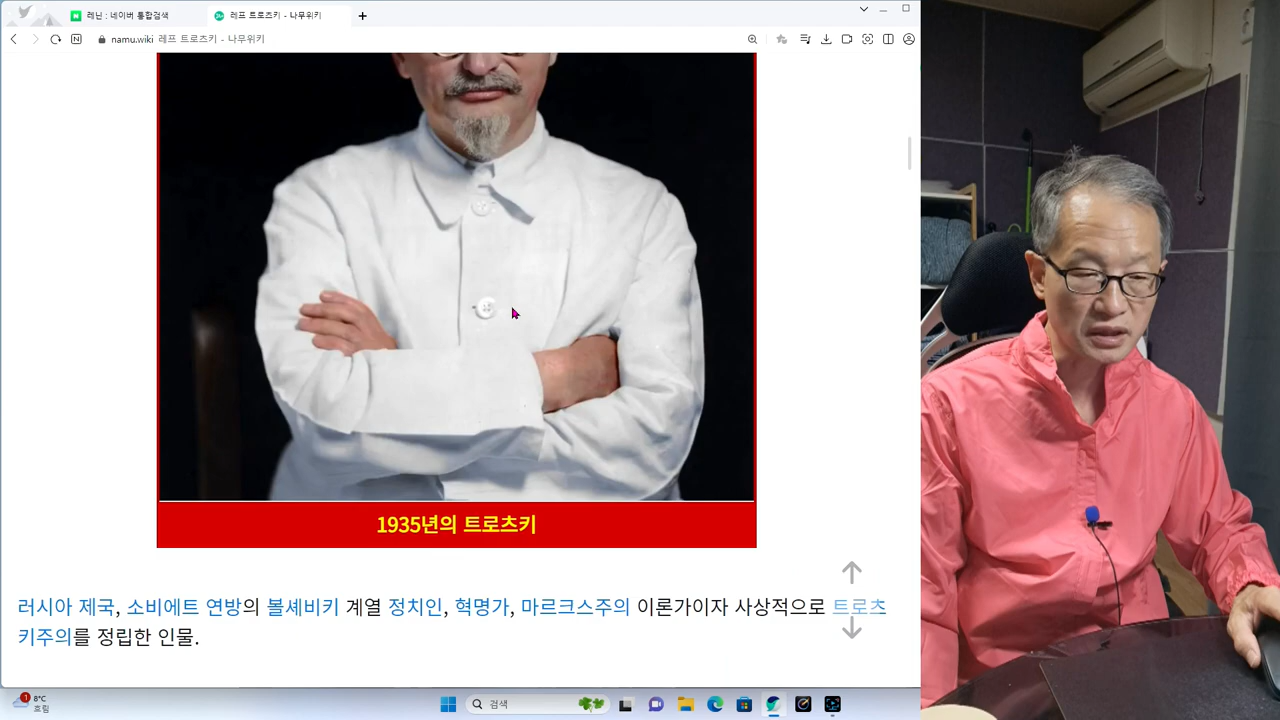 레닌 : 네이버 통합검색
레프 트로츠키 - 나무위키
namu.wiki 레프 트로츠키 - 나무위키
1935년의 트로츠키
러시아 제국, 소비에트 연방의 볼셰비키 계열 정치인, 혁명가, 마르크스주의 이론가이자 사상적으로 트로츠
키주의를 정립한 인물.
1
8°C
흐림
검색